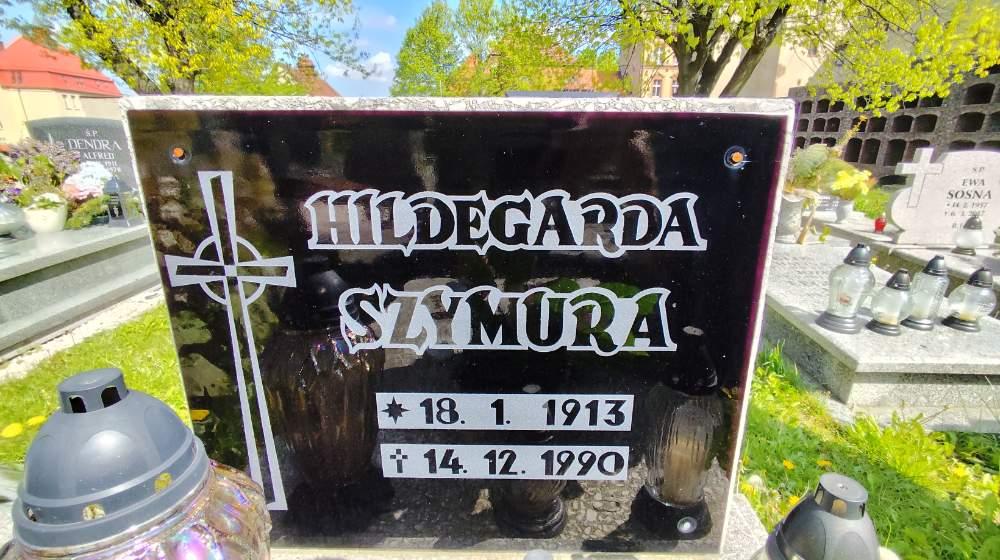 HILDEGARDA
SZYMURA
18. 1. 1913
14. 12. 1990
Ś.P.
DENDRA
ALFRED
S.P.
EWA
SOSNA